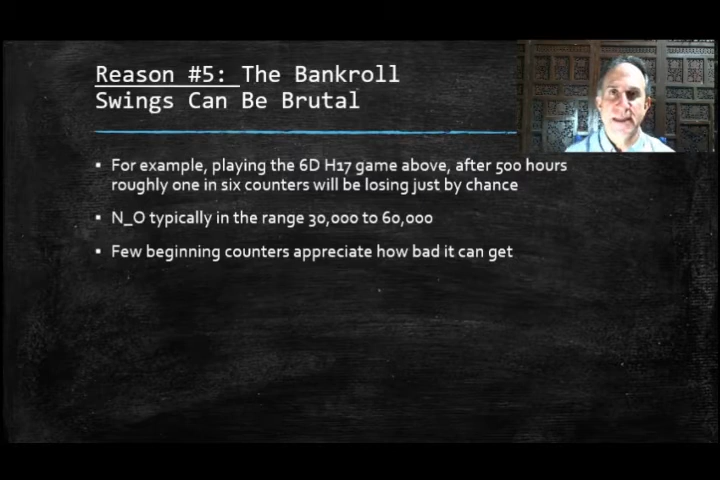 Reason #5: The Bankroll
Swings Can Be Brutal
▪ For example, playing the 6D H17 game above, after 500 hours
roughly one in six counters will be losing just by chance
▪ N_O typically in the range 30,000 to 60,000
▪ Few beginning counters appreciate how bad it can get